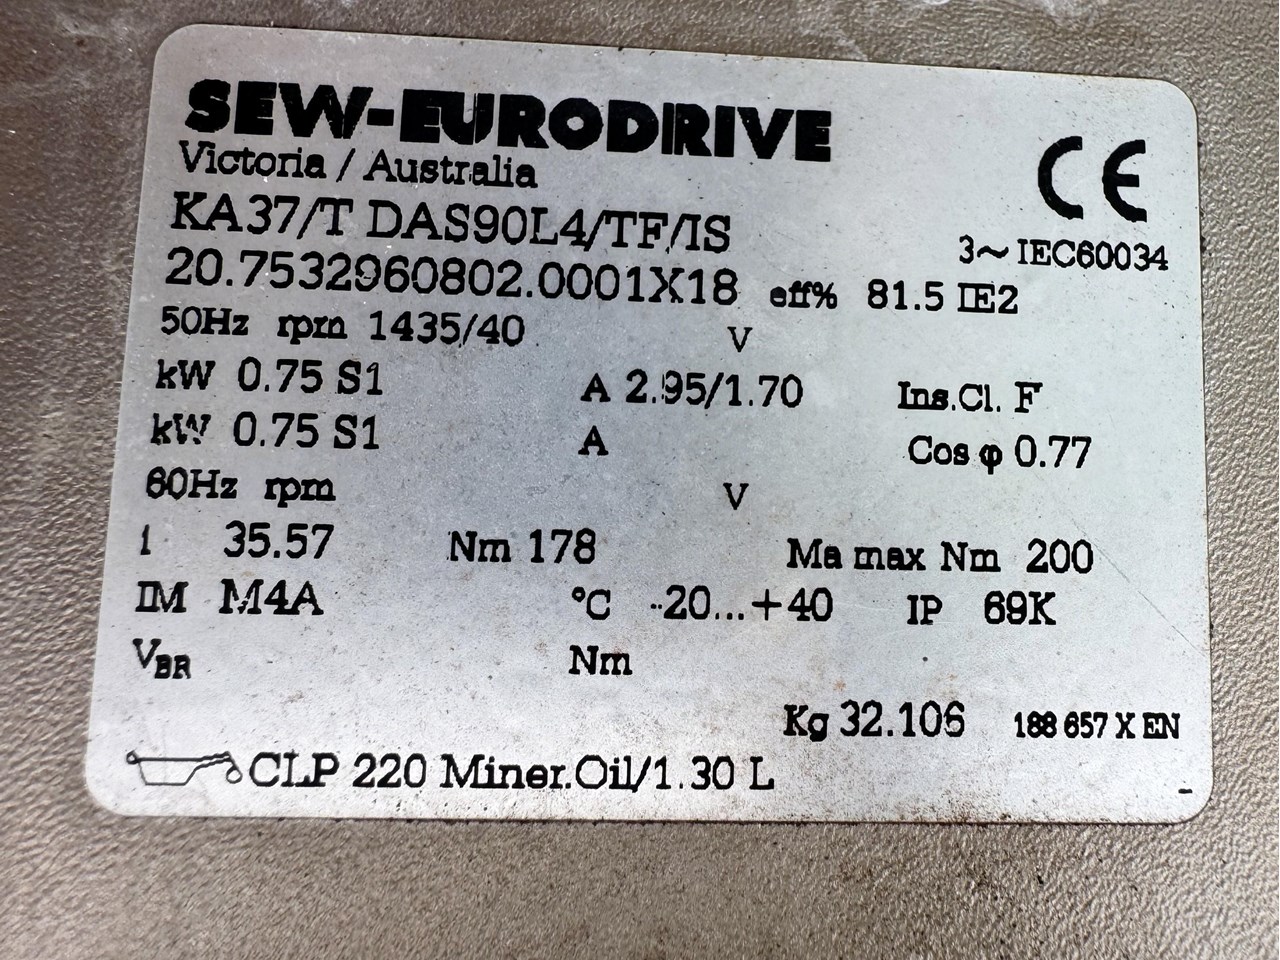 SEW-EURODRIVE
Victoria / Australia
CE
KA37/T DAS90L4/TF/IS
3~ IEC60034
20.7532960802.0001X18 eff% 81.5 IE2
50Hz rpm 1435/40 V
kW 0.75 S1 A 2.95/1.70 Ins.Cl. F
kW 0.75 S1 A Cos φ 0.77
60Hz rpm V
i 35.57 Nm 178 Ma max Nm 200
IM M4A °C -20...+40 IP 69K
VBR Nm
Kg 32.106 188 657 X EN
CLP 220 Miner.Oil/1.30 L